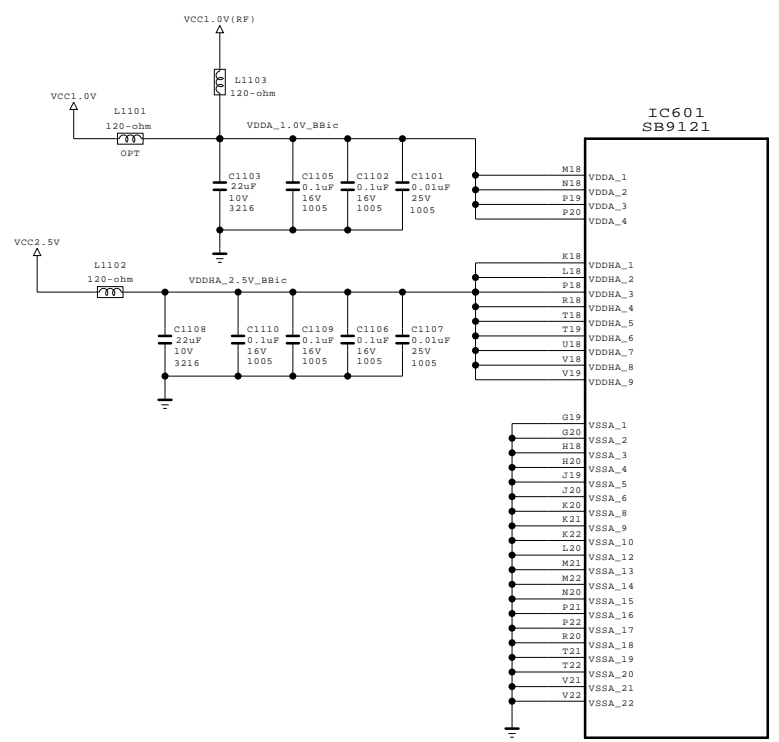 VCC1.0V(RF)
L1103
120-ohm
VCC1.0V
L1101
120-ohm
OPT
VDDA_1.0V_BBic
IC601
SB9121
C1103
22uF
10V
3216
C1105
0.1uF
16V
1005
C1102
0.1uF
16V
1005
C1101
0.01uF
25V
1005
M18 VDDA_1
N18 VDDA_2
P19 VDDA_3
P20 VDDA_4
VCC2.5V
L1102
120-ohm
VDDHA_2.5V_BBic
C1108
22uF
10V
3216
C1110
0.1uF
16V
1005
C1109
0.1uF
16V
1005
C1106
0.1uF
16V
1005
C1107
0.01uF
25V
1005
K18 VDDHA_1
L18 VDDHA_2
P18 VDDHA_3
R18 VDDHA_4
T18 VDDHA_5
T19 VDDHA_6
U18 VDDHA_7
V18 VDDHA_8
V19 VDDHA_9
G19 VSSA_1
G20 VSSA_2
H18 VSSA_3
H20 VSSA_4
J19 VSSA_5
J20 VSSA_6
K20 VSSA_8
K21 VSSA_9
K22 VSSA_10
L20 VSSA_12
M21 VSSA_13
M22 VSSA_14
N20 VSSA_15
P21 VSSA_16
P22 VSSA_17
R20 VSSA_18
T21 VSSA_19
T22 VSSA_20
V21 VSSA_21
V22 VSSA_22